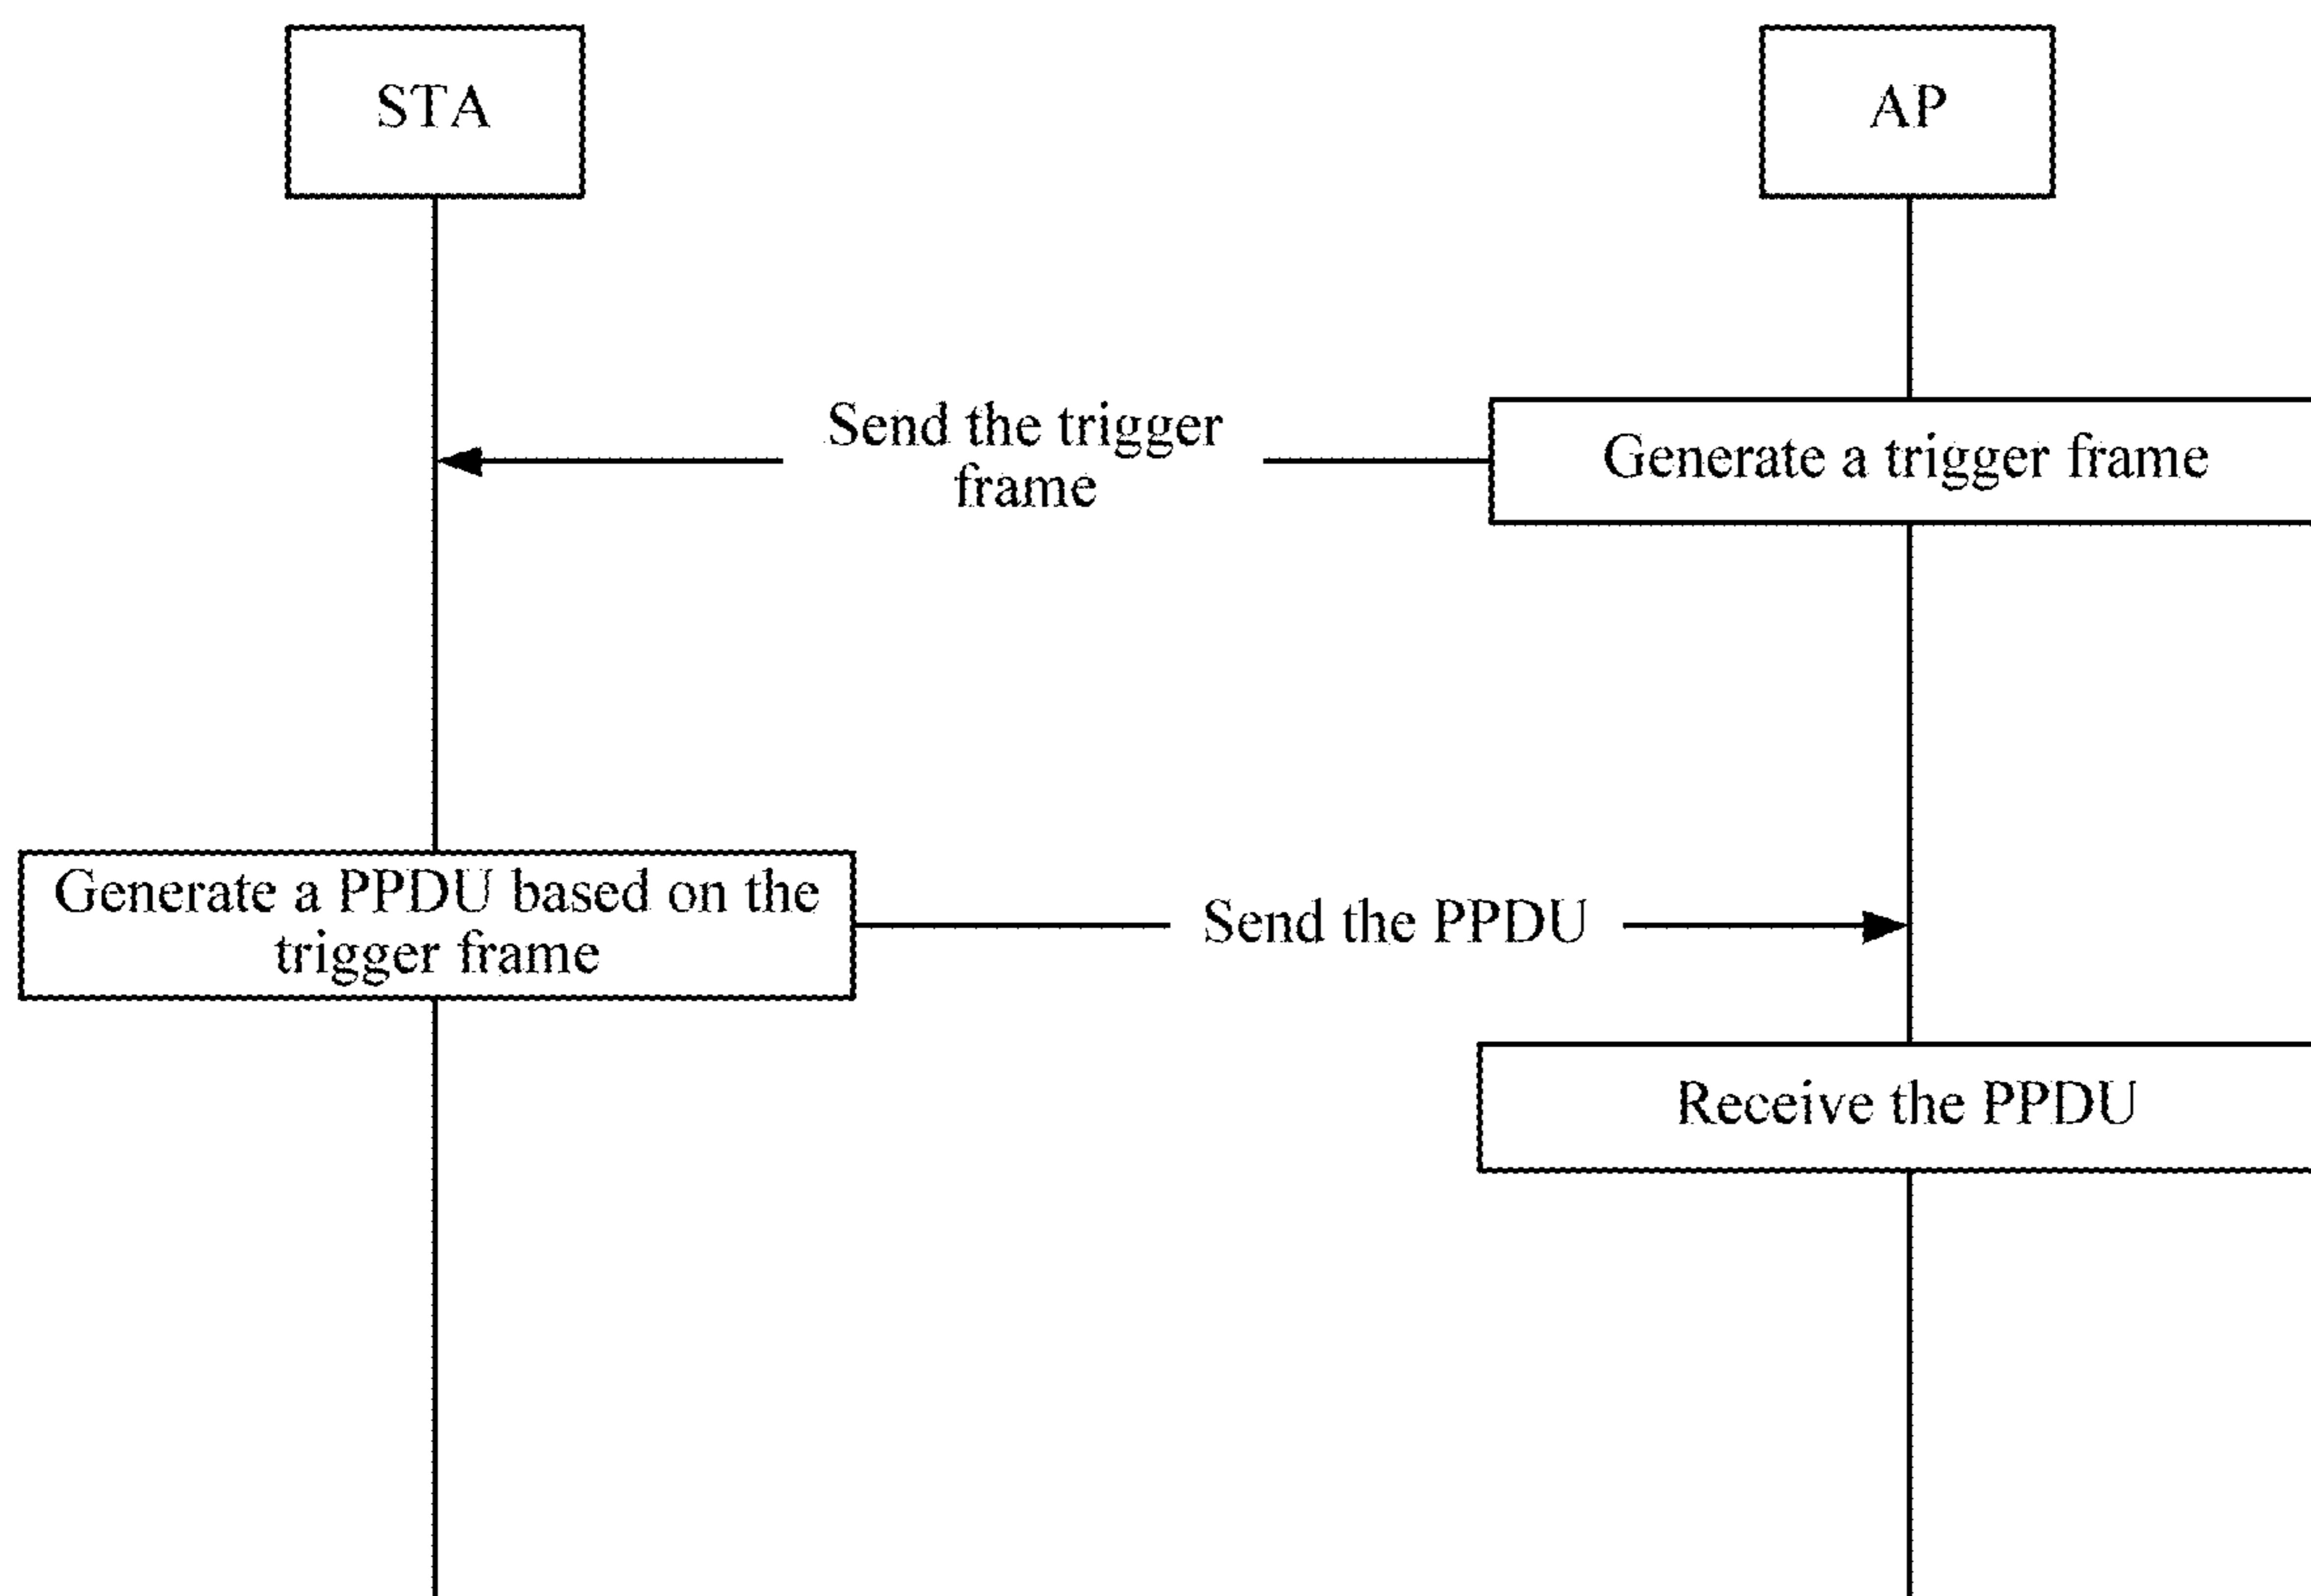 STA
AP
Send the trigger
frame
Generate a trigger frame
Generate a PPDU based on the
trigger frame
Send the PPDU
Receive the PPDU